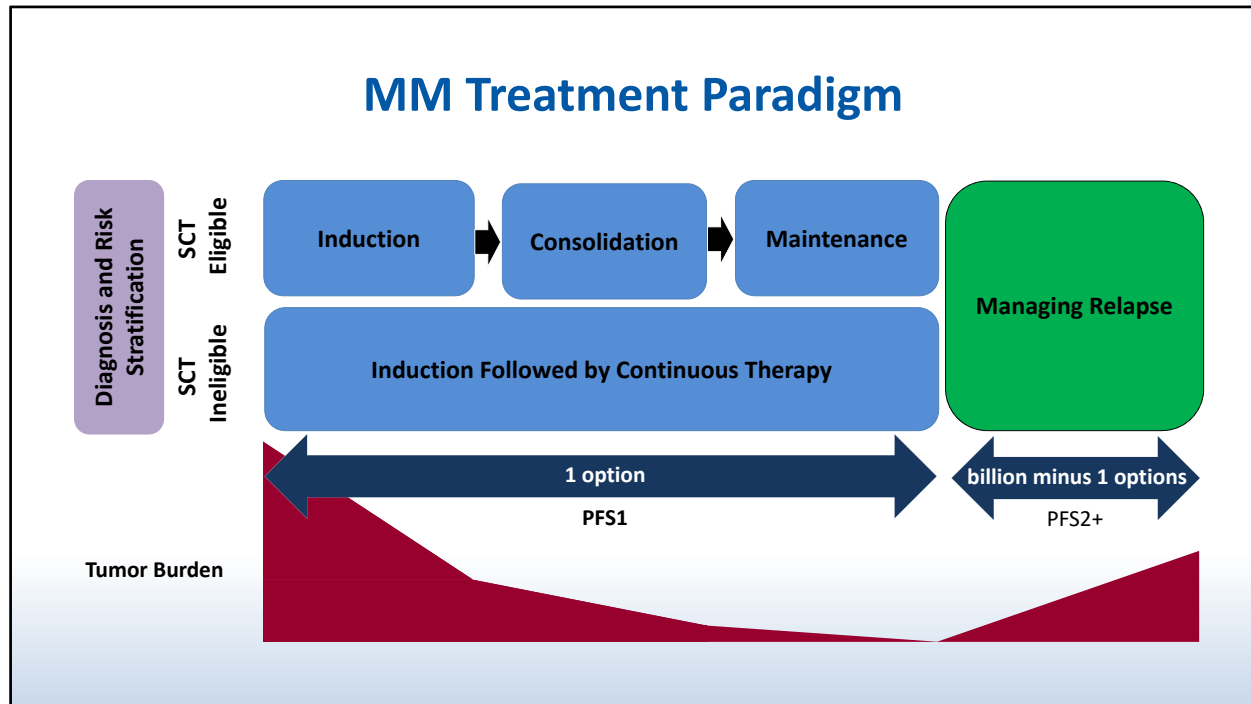 MM Treatment Paradigm
Diagnosis and Risk
Stratification
SCT
Eligible
Induction
Consolidation
Maintenance
Managing Relapse
SCT
Ineligible
Induction Followed by Continuous Therapy
1 option
billion minus 1 options
PFS1
PFS2+
Tumor Burden